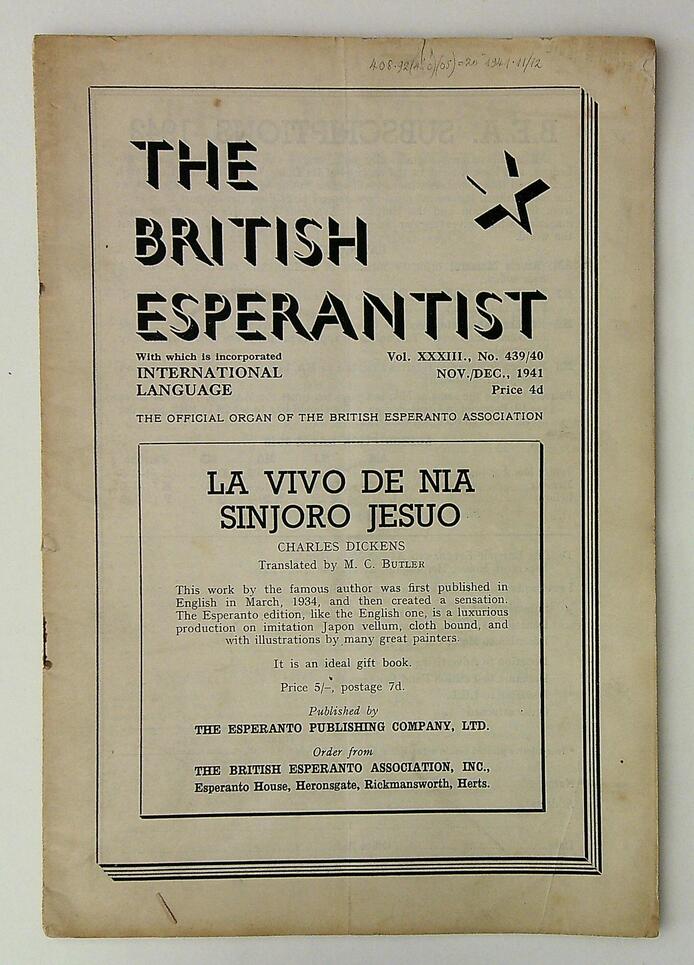 THE
BRITISH
ESPERANTIST
With which is incorporated
INTERNATIONAL
LANGUAGE
Vol. XXXIII., No. 439/40
NOV./DEC., 1941
Price 4d
THE OFFICIAL ORGAN OF THE BRITISH ESPERANTO ASSOCIATION
LA VIVO DE NIA
SINJORO JESUO
CHARLES DICKENS
Translated by M. C. BUTLER
This work by the famous author was first published in
English in March, 1934, and then created a sensation.
The Esperanto edition, like the English one, is a luxurious
production on imitation Japon vellum, cloth bound, and
with illustrations by many great painters.
It is an ideal gift book.
Price 5/-, postage 7d.
Published by
THE ESPERANTO PUBLISHING COMPANY, LTD.
Order from
THE BRITISH ESPERANTO ASSOCIATION, INC.,
Esperanto House, Heronsgate, Rickmansworth, Herts.